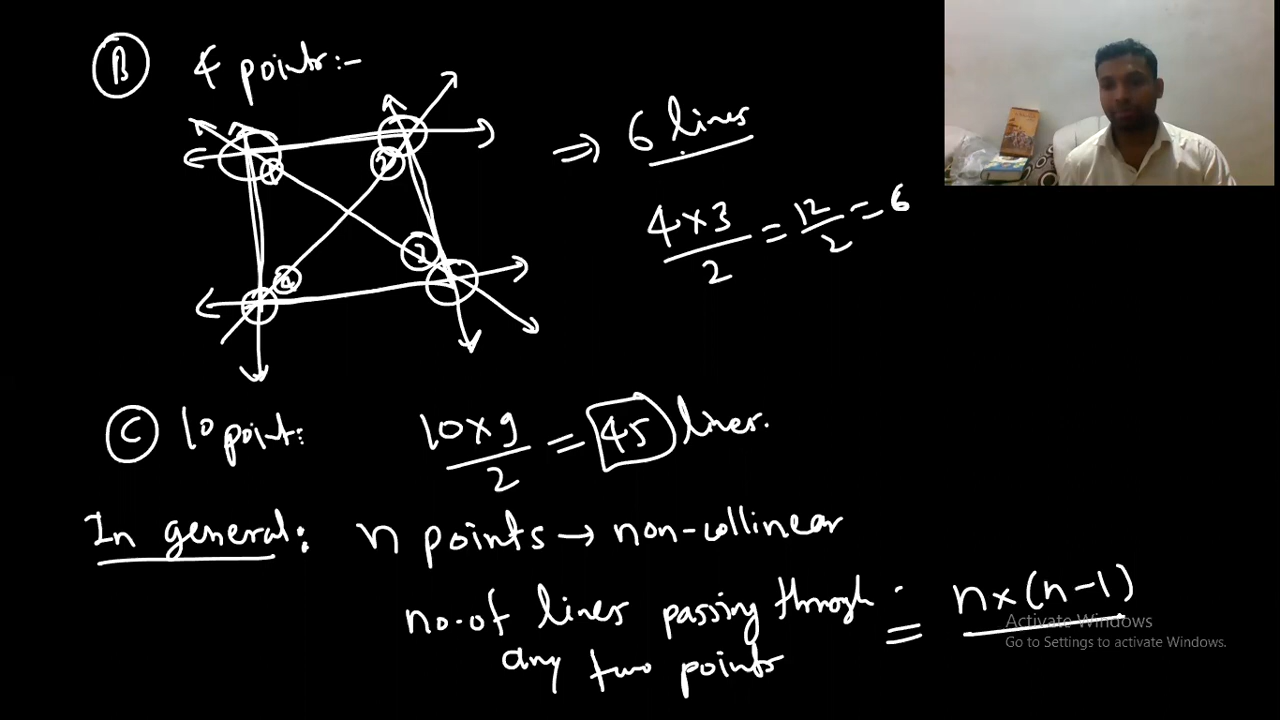 B 4 points:-
⇒ 6 lines
4×3/2 = 12/2 = 6
C 10 point: 10×9/2 = 45 lines.
In general: n points → non-collinear
no. of lines passing through any two points = n×(n-1)
Activate Windows
Go to Settings to activate Windows.